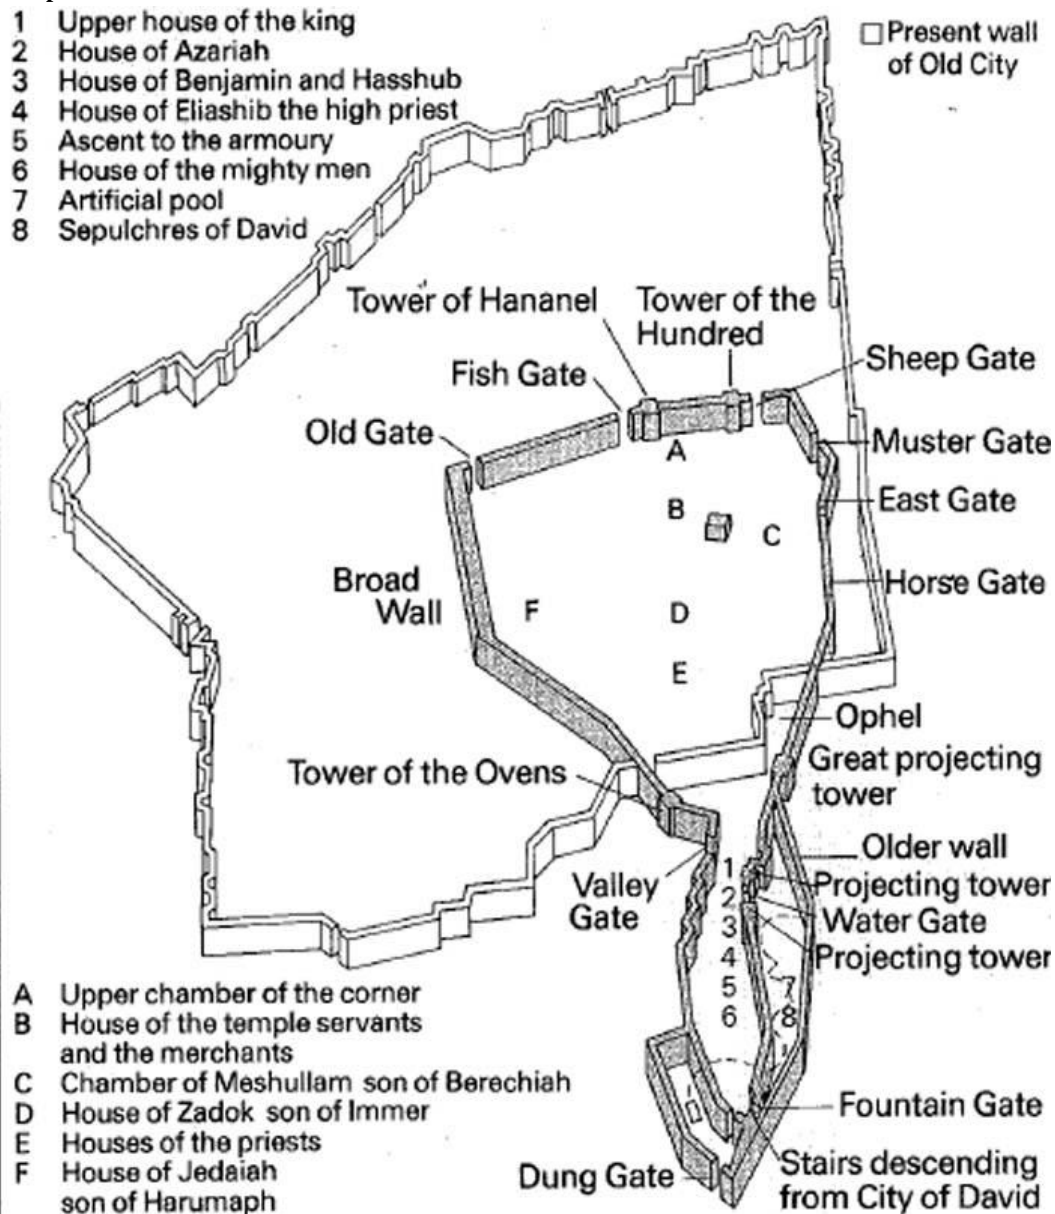 1 Upper house of the king
2 House of Azariah
3 House of Benjamin and Hasshub
4 House of Eliashib the high priest
5 Ascent to the armoury
6 House of the mighty men
7 Artificial pool
8 Sepulchres of David
Present wall
of Old City
Tower of Hananel
Tower of the
Hundred
Fish Gate
Sheep Gate
Old Gate
Muster Gate
A
East Gate
B
C
Broad
Wall
Horse Gate
F
D
E
Ophel
Tower of the Ovens
Great projecting
tower
Older wall
Valley
Gate
1
Projecting tower
2
Water Gate
3
Projecting tower
4
5
7
6
8
A Upper chamber of the corner
B House of the temple servants
and the merchants
C Chamber of Meshullam son of Berechiah
D House of Zadok son of Immer
E Houses of the priests
F House of Jedaiah
son of Harumaph
Fountain Gate
Dung Gate
Stairs descending
from City of David